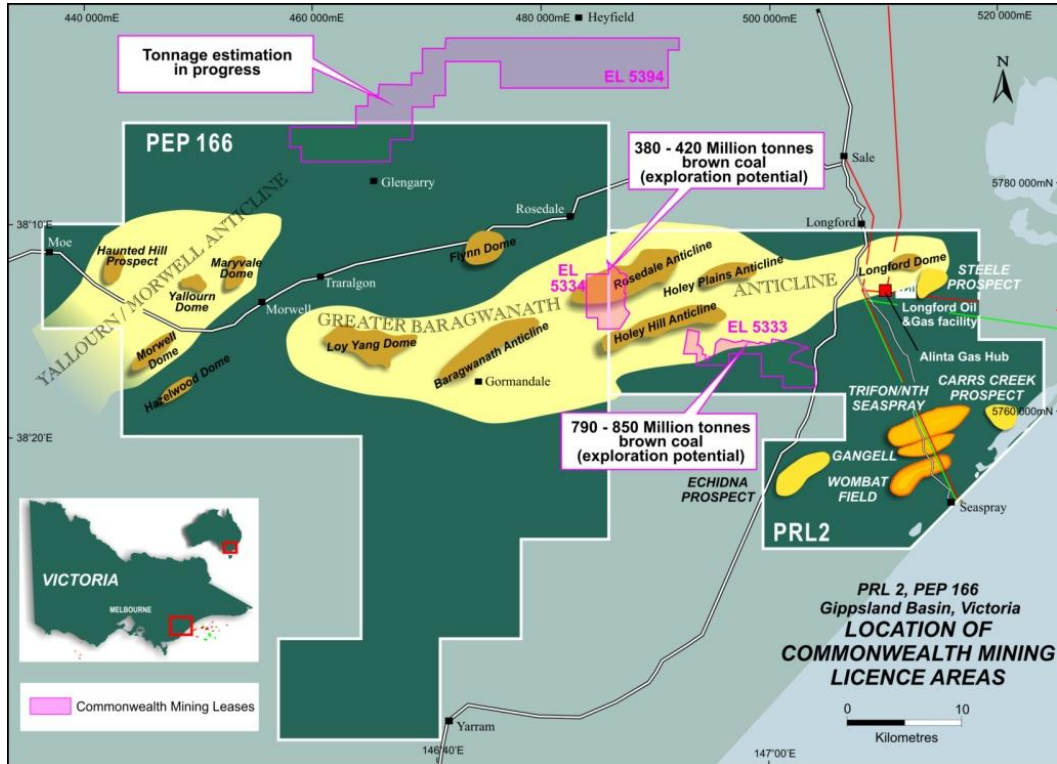 440 000mE
460 000mE
480 000mE
Heyfield
500 000mE
520 000mE
Tonnage estimation
in progress
EL 5394
N
PEP 166
380 - 420 Million tonnes
brown coal
(exploration potential)
Sale
5780 000mN
Glengarry
38°10'E
Rosedale
Longford
Moe
YALLOURN / MORWELL ANTICLINE
Haunted Hill
Prospect
Maryvale
Dome
Yallourn
Dome
Flynn Dome
Rosedale Anticline
Holey Plains Anticline
Longford Dome
STEELE
PROSPECT
EL
5334
Traralgon
Morwell
GREATER BARAGWANATH
ANTICLINE
Longford Oil
&Gas facility
Morwell
Dome
Hazelwood Dome
Loy Yang Dome
Baragwanath Anticline
Holey Hill Anticline
EL 5333
Alinta Gas Hub
Gormandale
TRIFON/NTH
SEASPRAY
CARRS CREEK
PROSPECT
5760 000mN
38°20'E
790 - 850 Million tonnes
brown coal
(exploration potential)
GANGELL
WOMBAT
FIELD
ECHIDNA
PROSPECT
Seaspray
PRL2
VICTORIA
MELBOURNE
PRL 2, PEP 166
Gippsland Basin, Victoria
LOCATION OF
COMMONWEALTH MINING
LICENCE AREAS
Commonwealth Mining Leases
Yarram
0
10
Kilometres
146°40'E
147°00'E